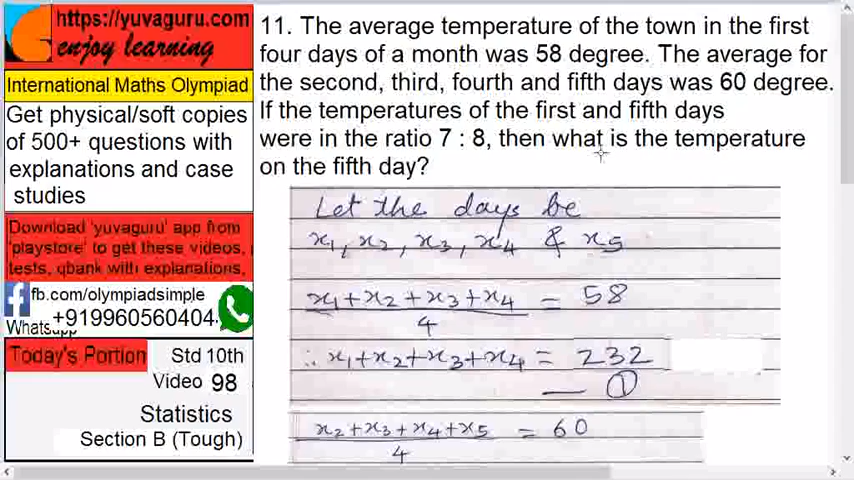 https://yuvaguru.com
enjoy learning
International Maths Olympiad
Get physical/soft copies
of 500+ questions with
explanations and case
studies
Download 'yuvaguru' app from
'playstore' to get these videos,
tests, qbank with explanations,
fb.com/olympiadsimple
Whatsapp
+919960560404
Today's Portion
Std 10th
Video 98
Statistics
Section B (Tough)
11. The average temperature of the town in the first
four days of a month was 58 degree. The average for
the second, third, fourth and fifth days was 60 degree.
If the temperatures of the first and fifth days
were in the ratio 7 : 8, then what is the temperature
on the fifth day?
Let the days be
x₁, x₂, x₃, x₄ & x₅
x₁+x₂+x₃+x₄ = 58
4
∴ x₁+x₂+x₃+x₄ = 232
— ①
x₂+x₃+x₄+x₅ = 60
4